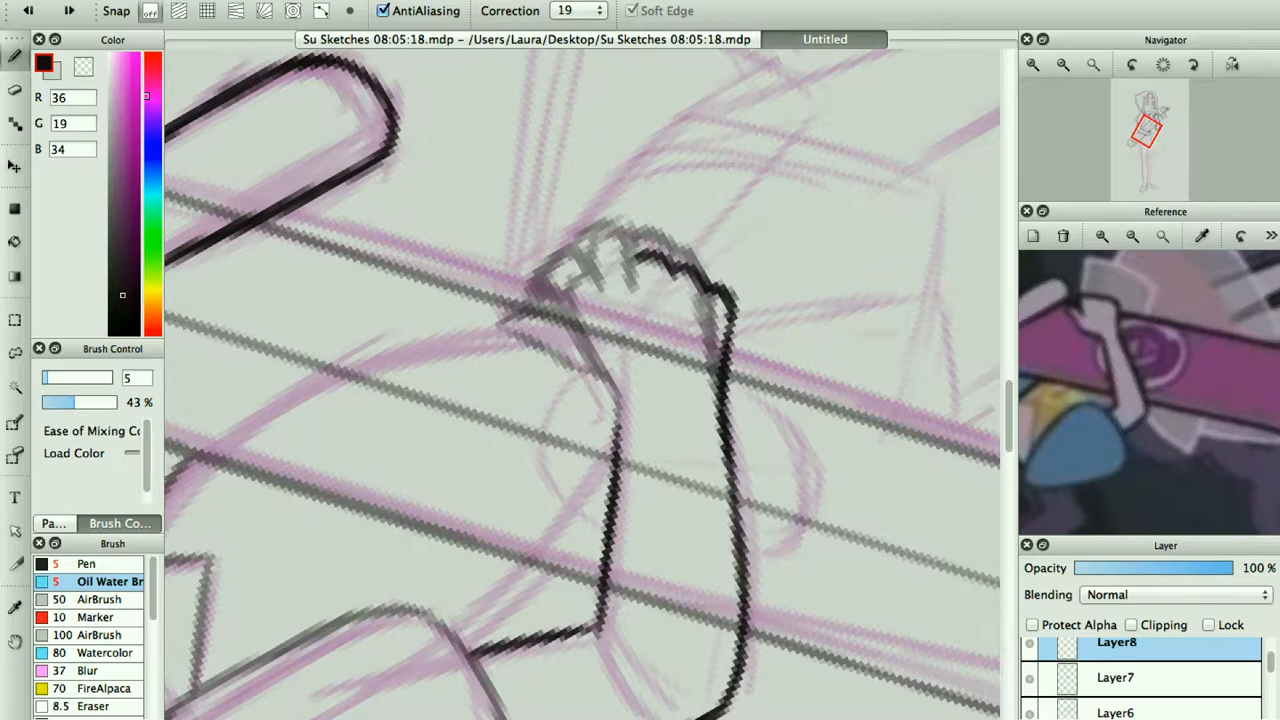 Snap off AntiAliasing Correction 19 Soft Edge
Su Sketches 08:05:18.mdp – /Users/Laura/Desktop/Su Sketches 08:05:18.mdp Untitled
Color
R 36
G 19
B 34
Brush Control
5
43 %
Ease of Mixing Co
Load Color
Pa... Brush Co...
Brush
5 Pen
5 Oil Water Br
50 AirBrush
10 Marker
100 AirBrush
80 Watercolor
37 Blur
70 FireAlpaca
8.5 Eraser
Navigator
Reference
Layer
Opacity 100 %
Blending Normal
Protect Alpha Clipping Lock
Layer8
Layer7
Layer6